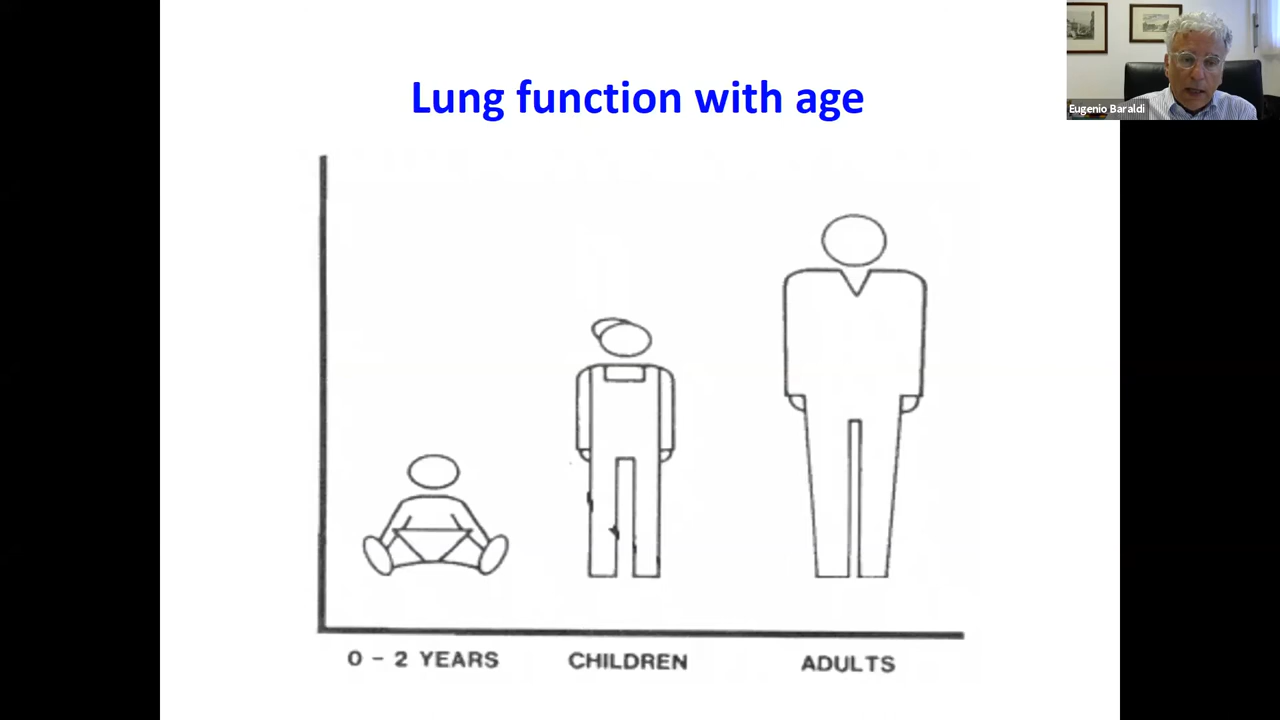 Lung function with age
Eugenio Baraldi
0 - 2 YEARS
CHILDREN
ADULTS